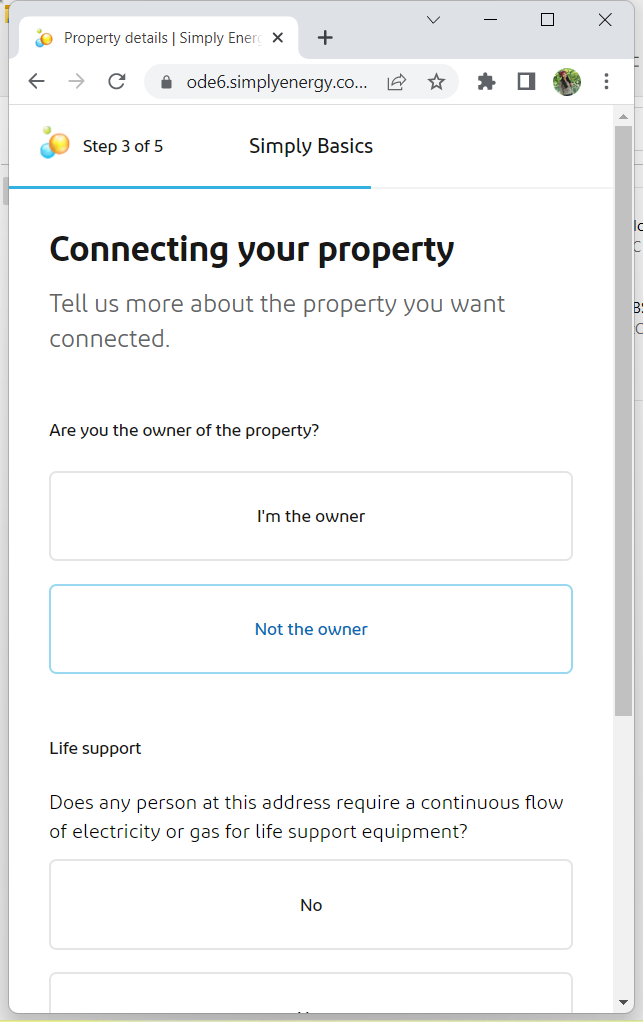 Property details | Simply Energ
ode6.simplyenergy.co...
Step 3 of 5
Simply Basics
Connecting your property
Tell us more about the property you want
connected.
Are you the owner of the property?
I'm the owner
Not the owner
Life support
Does any person at this address require a continuous flow
of electricity or gas for life support equipment?
No